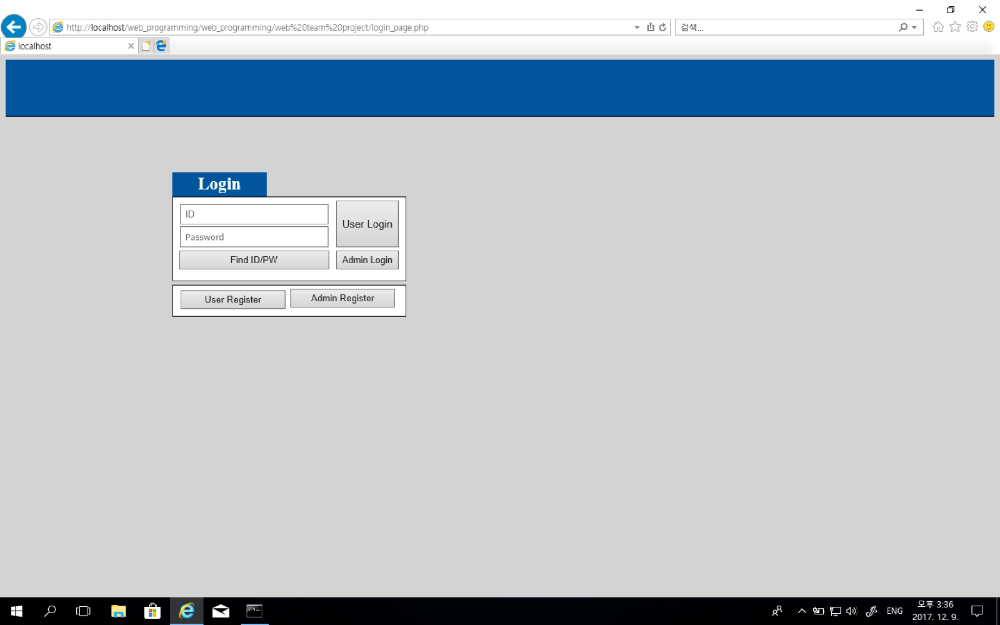 http://localhost/web_programming/web_programming/web%20team%20project/login_page.php
검색...
localhost
Login
ID
User Login
Password
Find ID/PW
Admin Login
User Register
Admin Register
ENG
오후 3:36
2017. 12. 9.